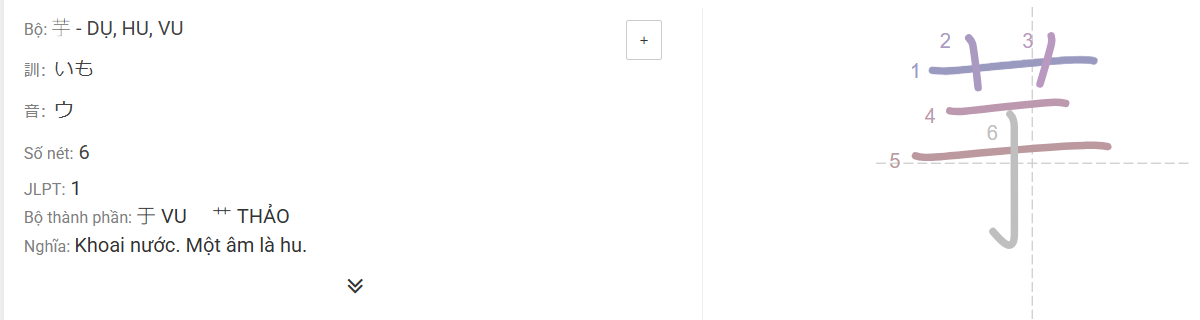 Bộ: 芋 - DỤ, HU, VU
+
訓: いも
音: ウ
Số nét: 6
JLPT: 1
Bộ thành phần: 于 VU 艹 THẢO
Nghĩa: Khoai nước. Một âm là hu.
芋
1
2
3
4
5
6